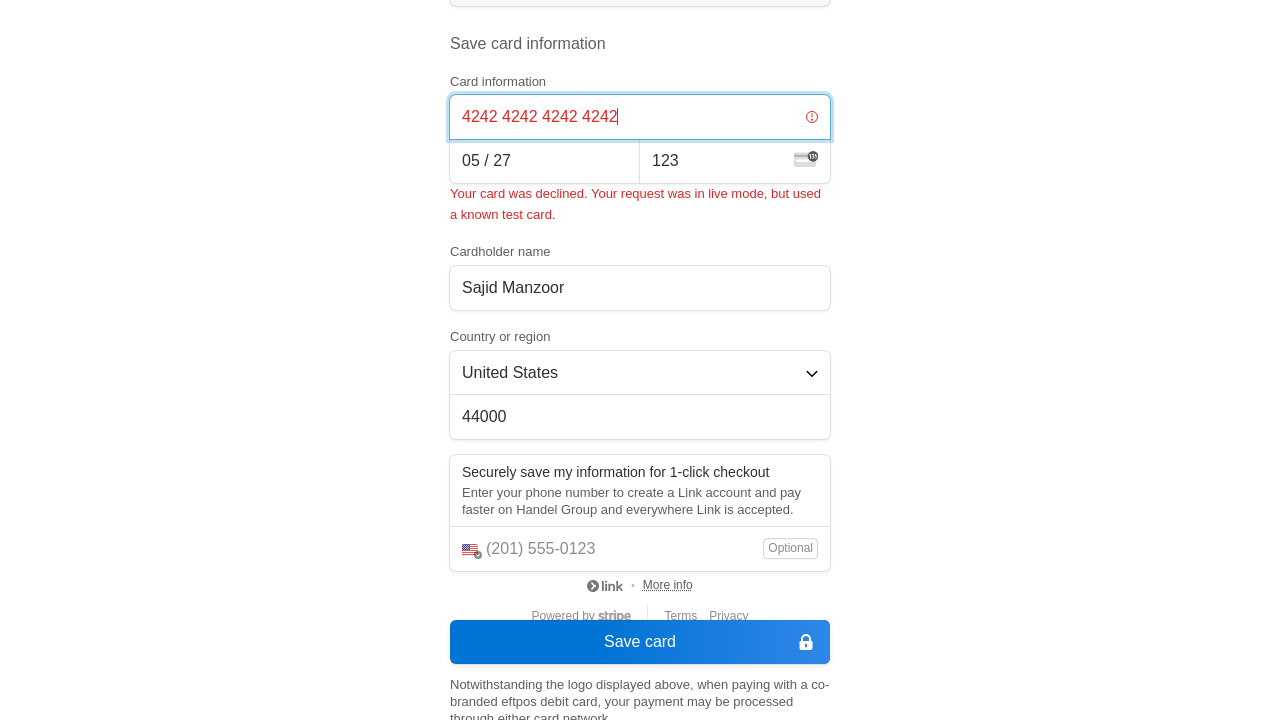 Save card information
Card information
4242 4242 4242 4242
05 / 27
123
Your card was declined. Your request was in live mode, but used
a known test card.
Cardholder name
Sajid Manzoor
Country or region
United States
44000
Securely save my information for 1-click checkout
Enter your phone number to create a Link account and pay
faster on Handel Group and everywhere Link is accepted.
(201) 555-0123
Optional
link • More info
Powered by stripe
Terms Privacy
Save card
Notwithstanding the logo displayed above, when paying with a co-
branded eftpos debit card, your payment may be processed
through either card network.